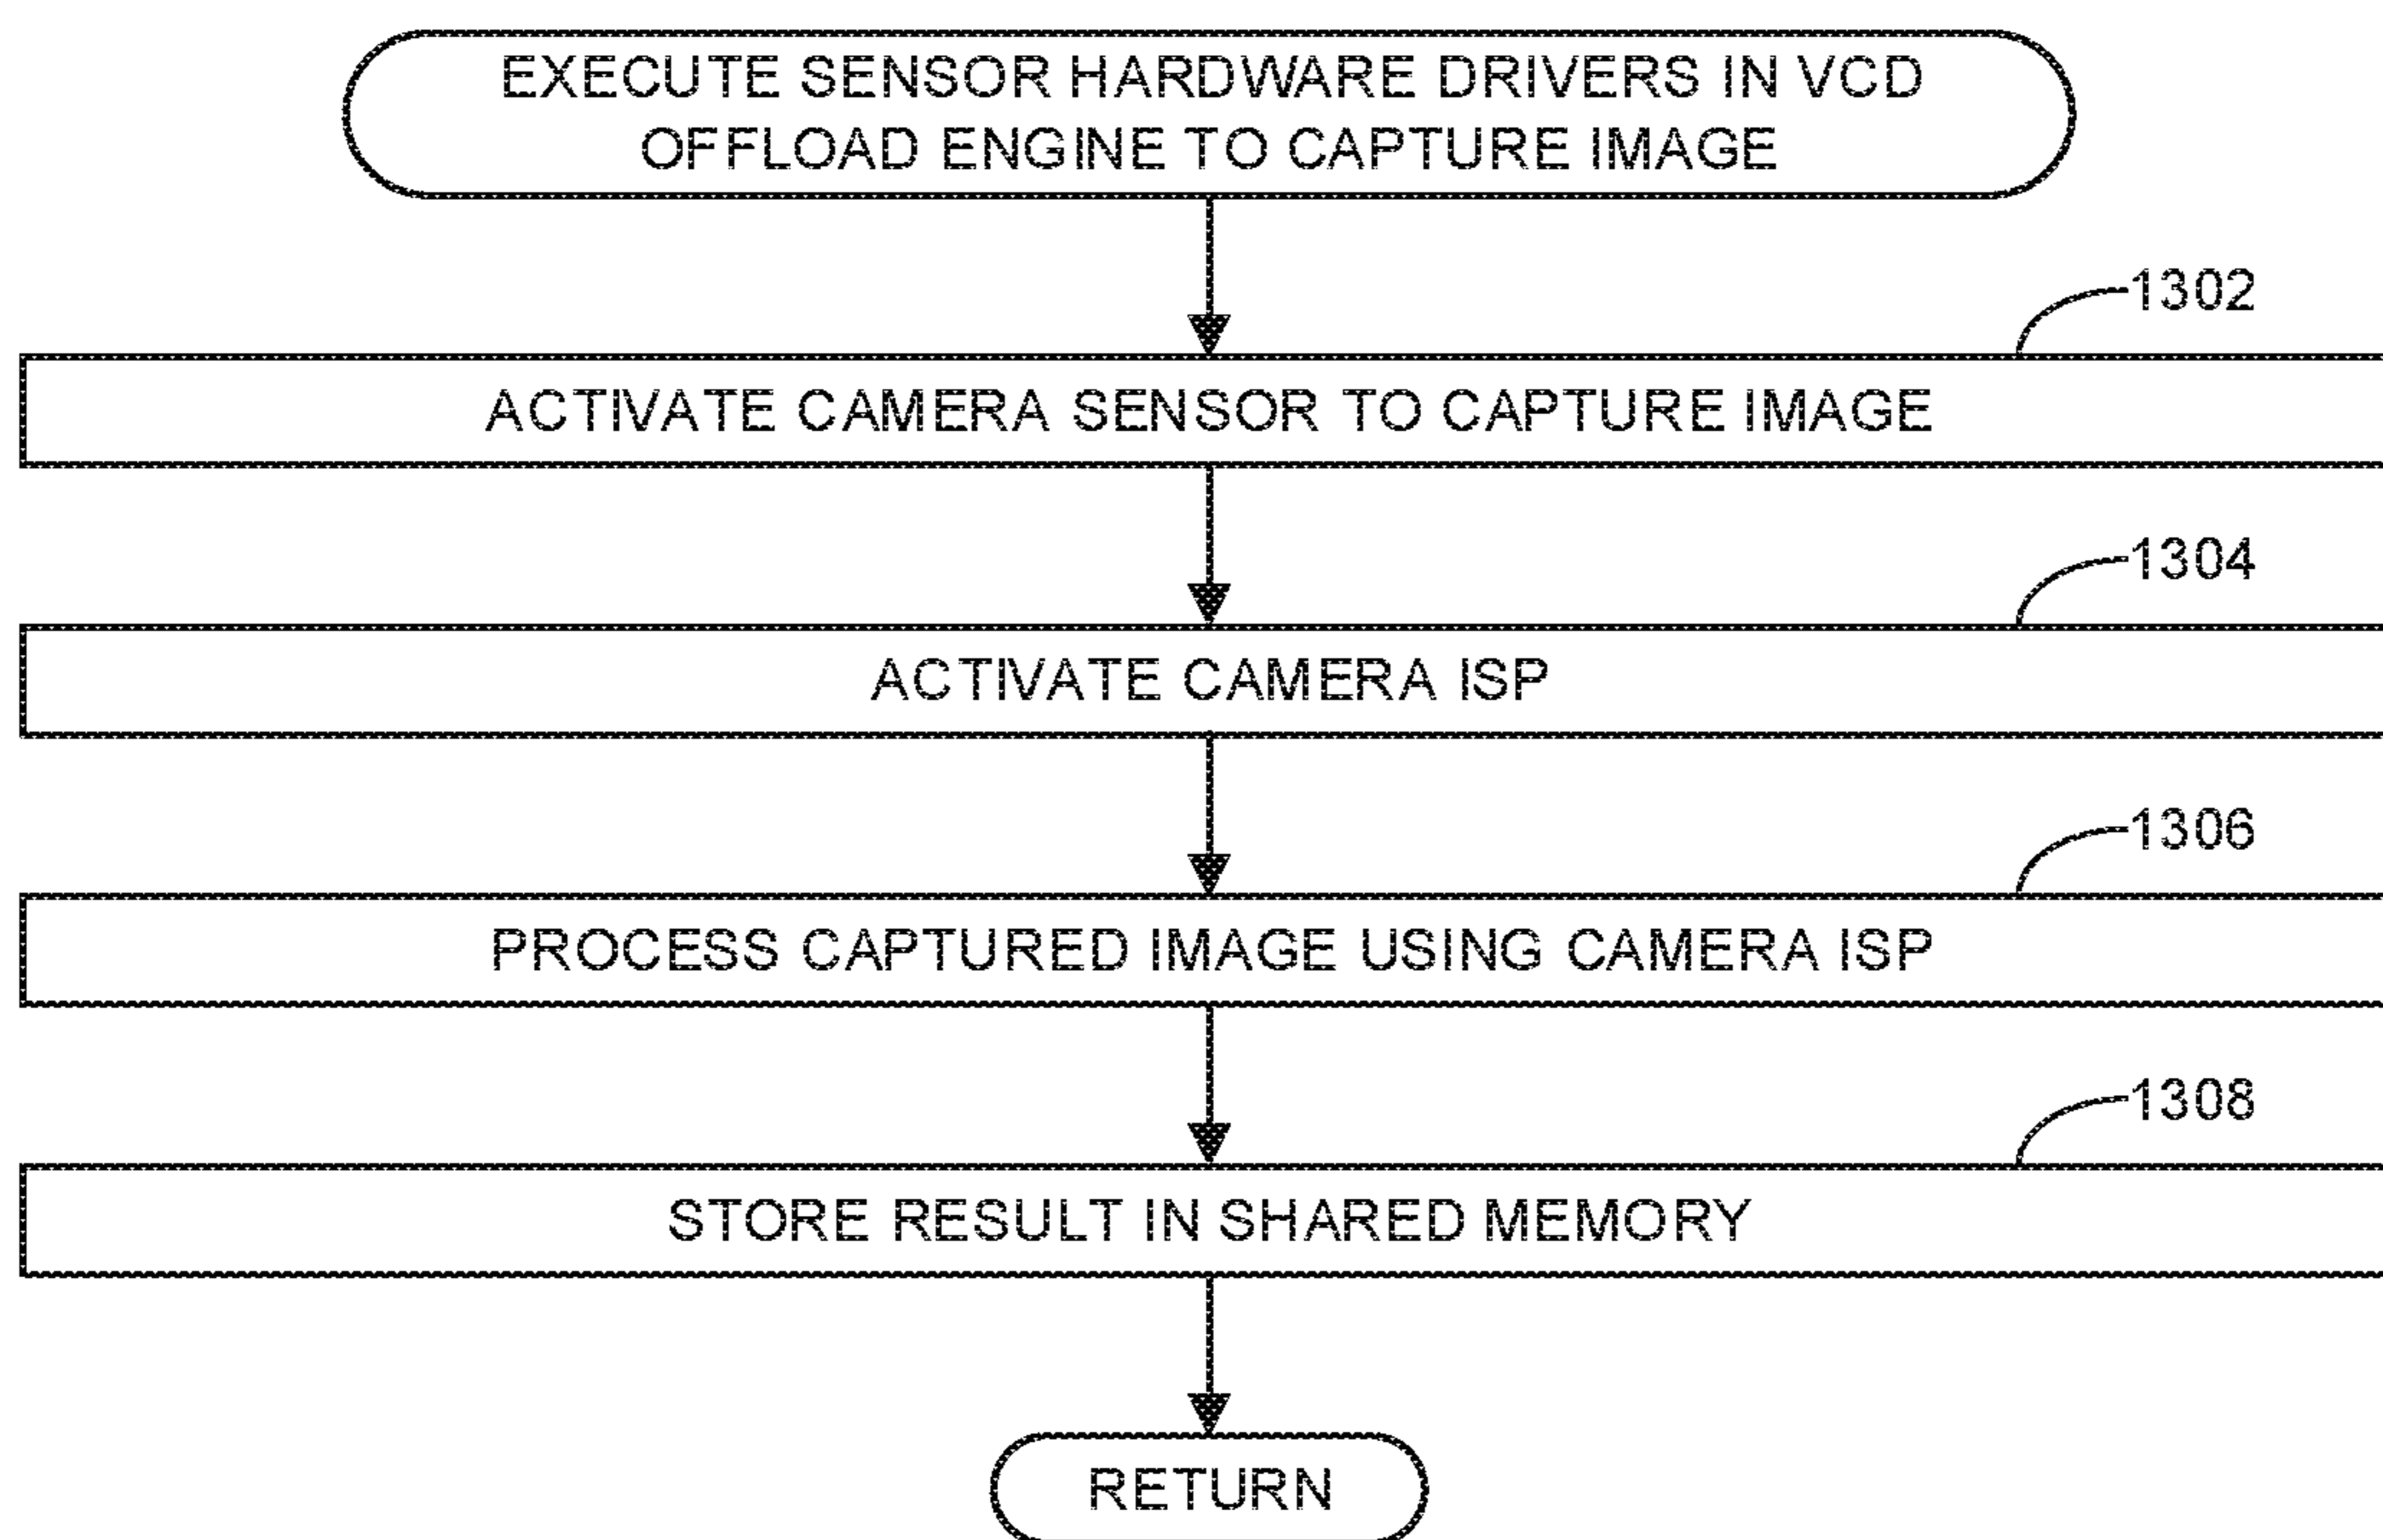 EXECUTE SENSOR HARDWARE DRIVERS IN VCD
OFFLOAD ENGINE TO CAPTURE IMAGE
1302
ACTIVATE CAMERA SENSOR TO CAPTURE IMAGE
1304
ACTIVATE CAMERA ISP
1306
PROCESS CAPTURED IMAGE USING CAMERA ISP
1308
STORE RESULT IN SHARED MEMORY
RETURN